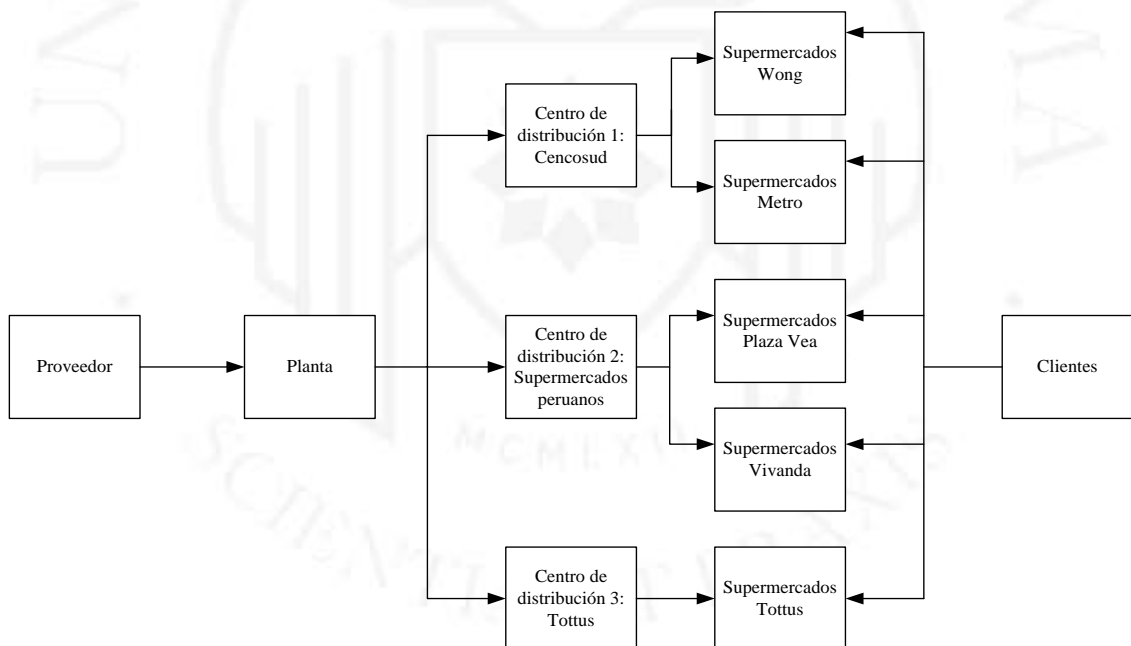 Supermercados
Wong
Centro de
distribución 1:
Cencosud
Supermercados
Metro
Proveedor
Planta
Centro de
distribución 2:
Supermercados
peruanos
Supermercados
Plaza Vea
Clientes
Supermercados
Vivanda
Centro de
distribución 3:
Tottus
Supermercados
Tottus
MCMLXII